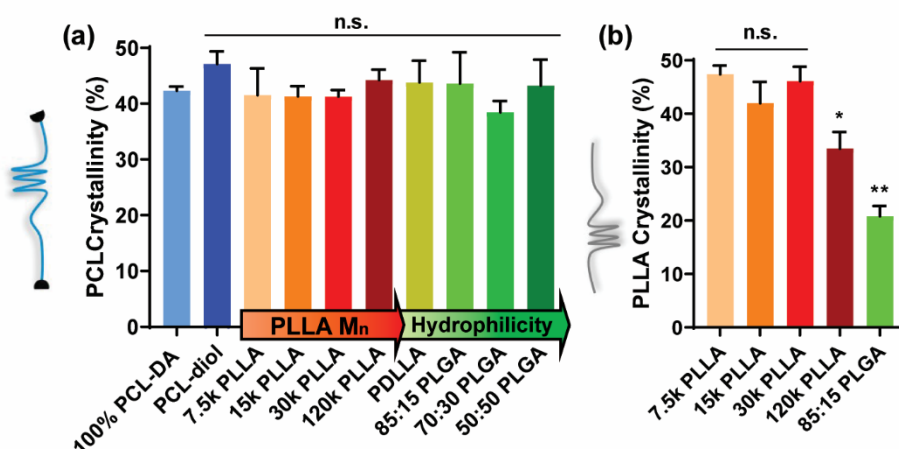 (a)
n.s.
PCLCrystallinity (%)
50
40
30
20
10
0
PLLA Mn
Hydrophilicity
100% PCL-DA
PCL-diol
7.5k PLLA
15k PLLA
30k PLLA
120k PLLA
PDLLA
85:15 PLGA
70:30 PLGA
50:50 PLGA
(b)
n.s.
PLLA Crystallinity (%)
50
40
30
20
10
0
*
**
7.5k PLLA
15k PLLA
30k PLLA
120k PLLA
85:15 PLGA